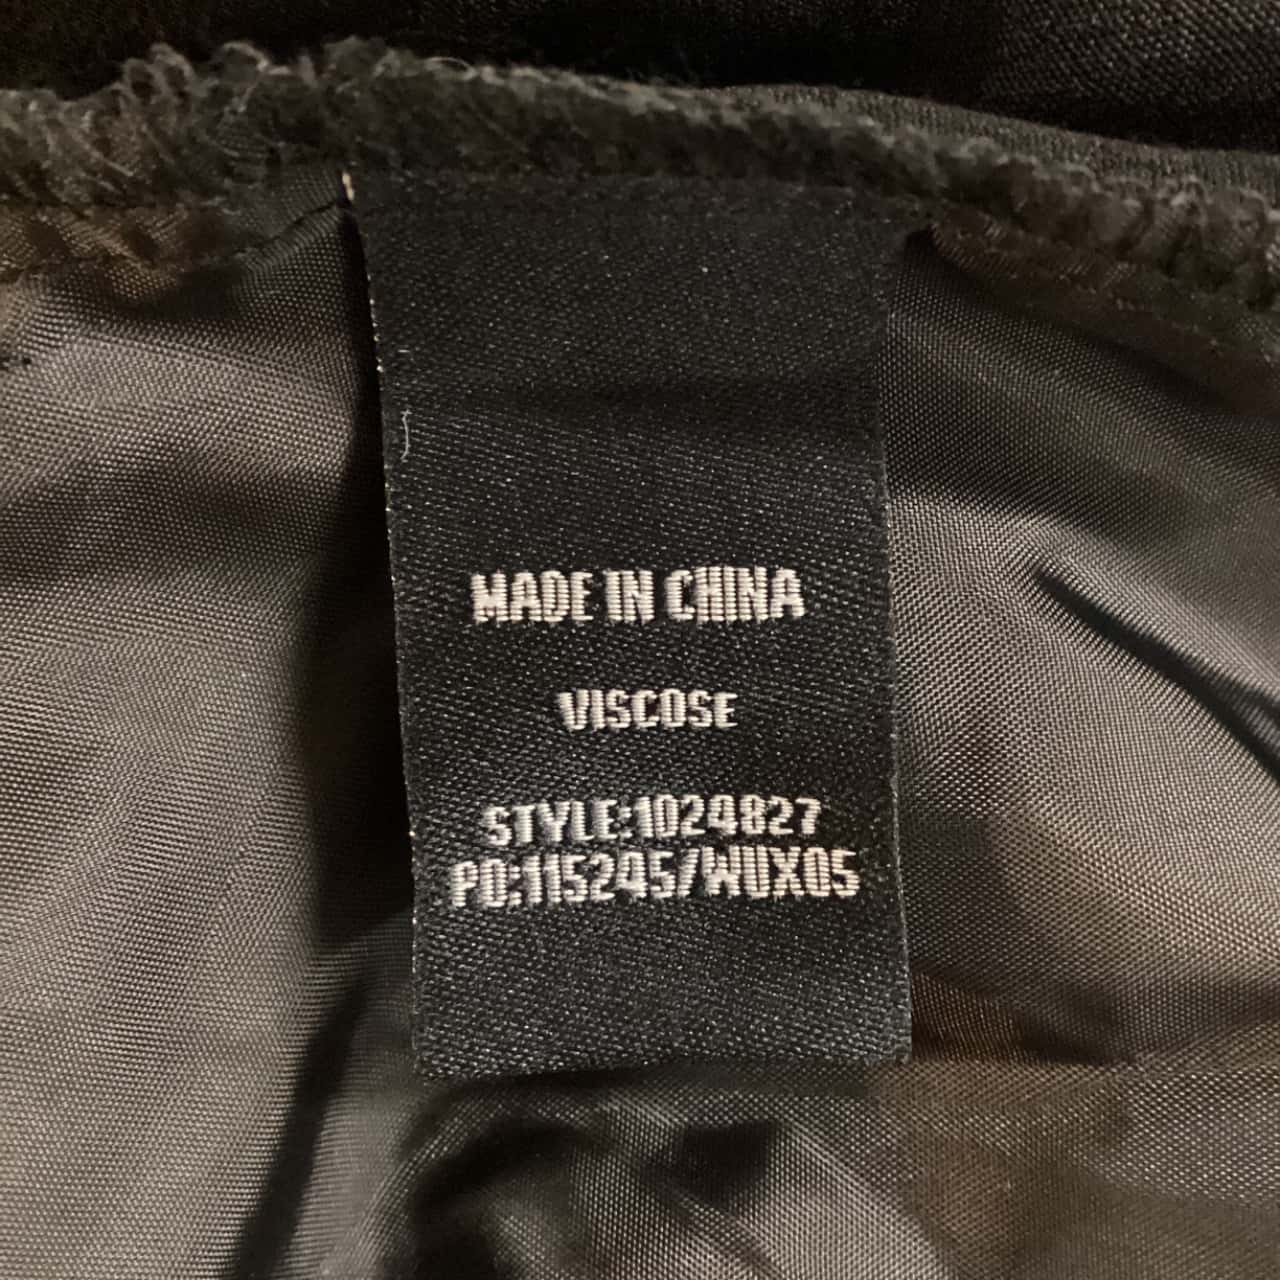 MADE IN CHINA
VISCOSE
STYLE:1024827
PO:115245/WUX05